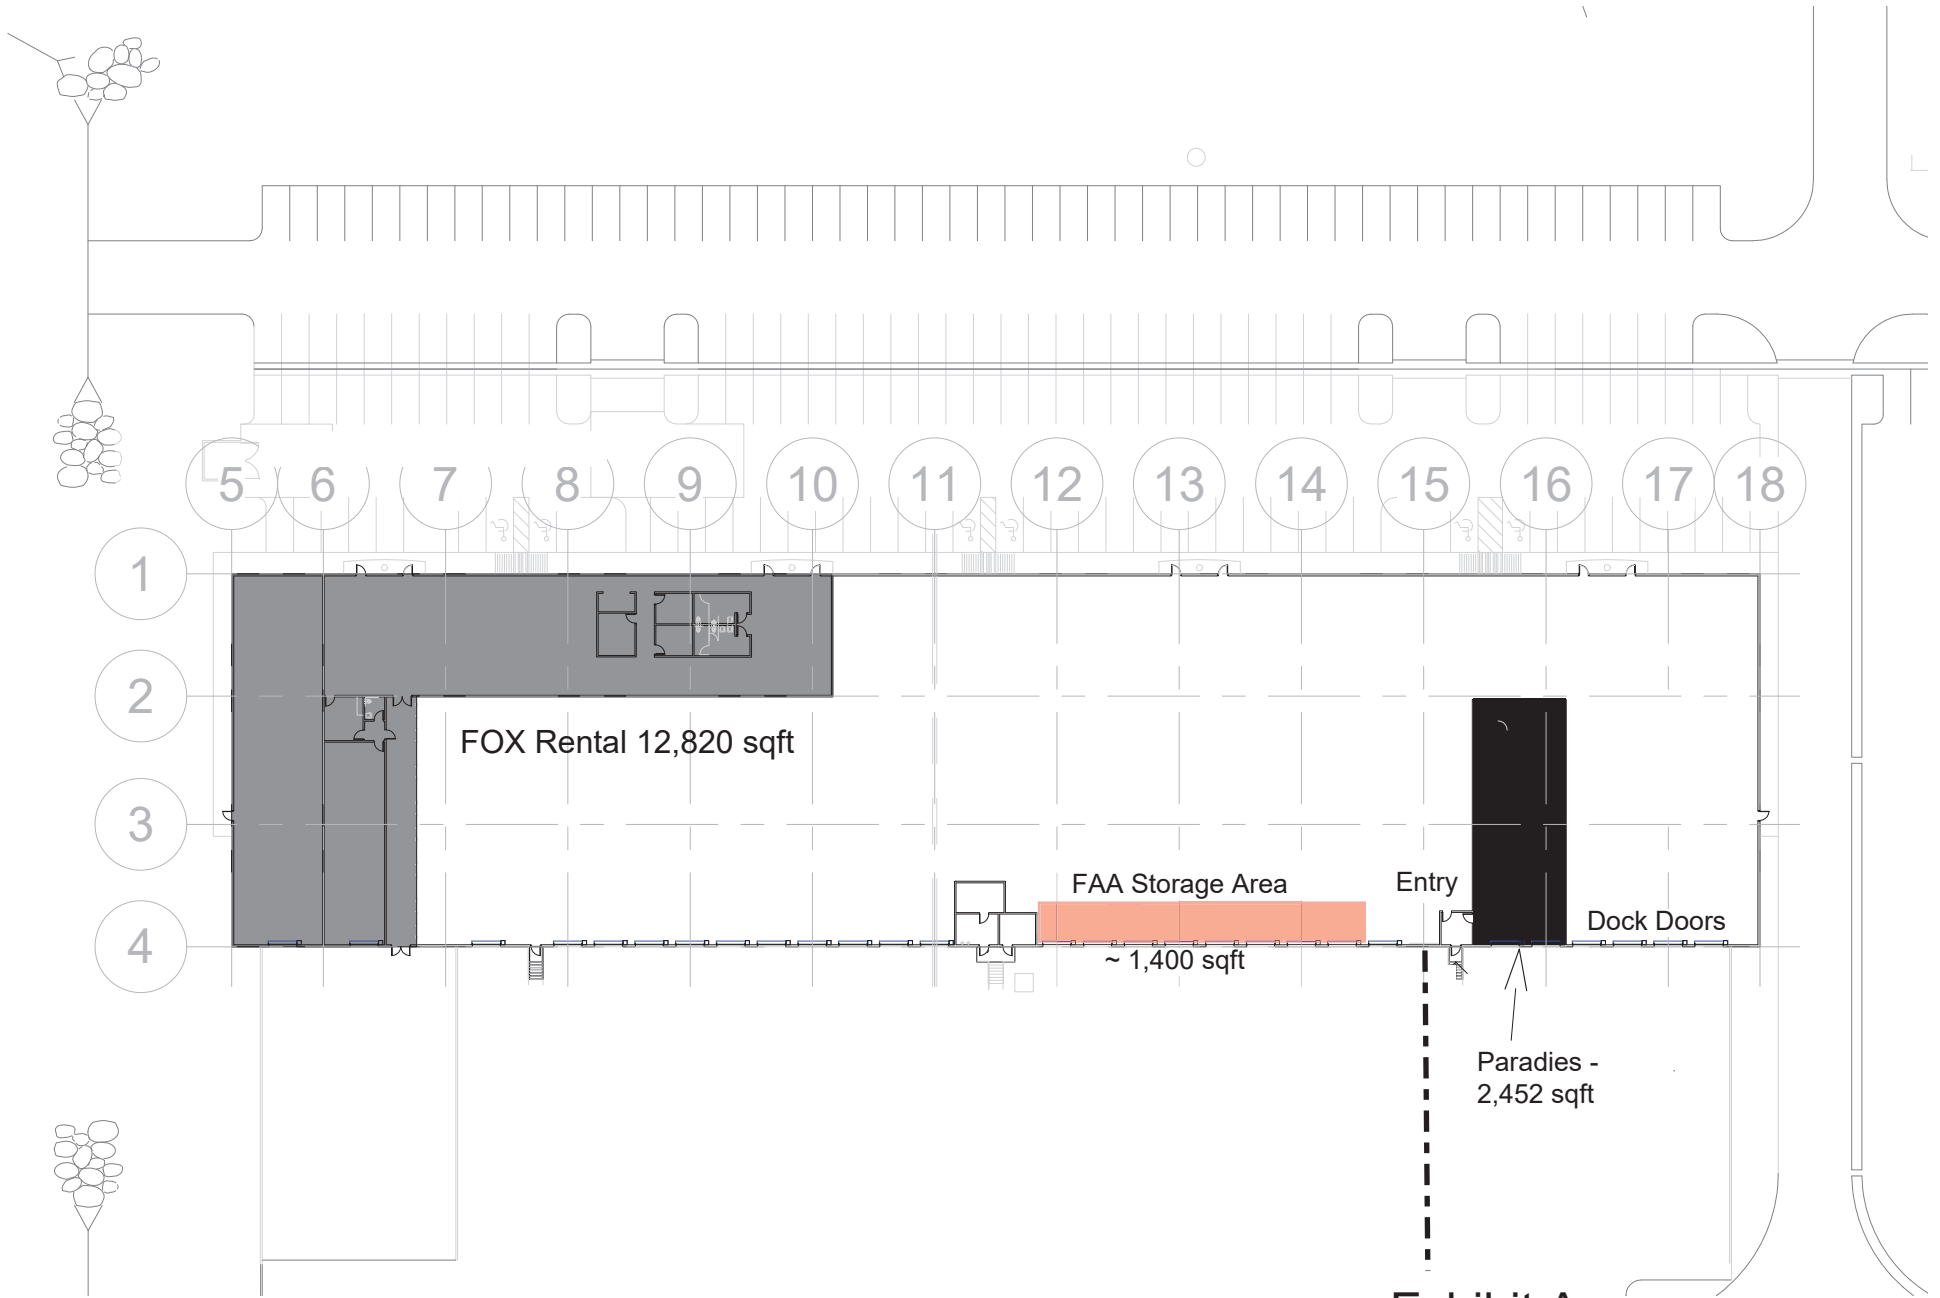 5 6 7 8 9 10 11 12 13 14 15 16 17 18
1
2
FOX Rental 12,820 sqft
3
FAA Storage Area
Entry
Dock Doors
4
~ 1,400 sqft
Paradies -
2,452 sqft
Exhibit A